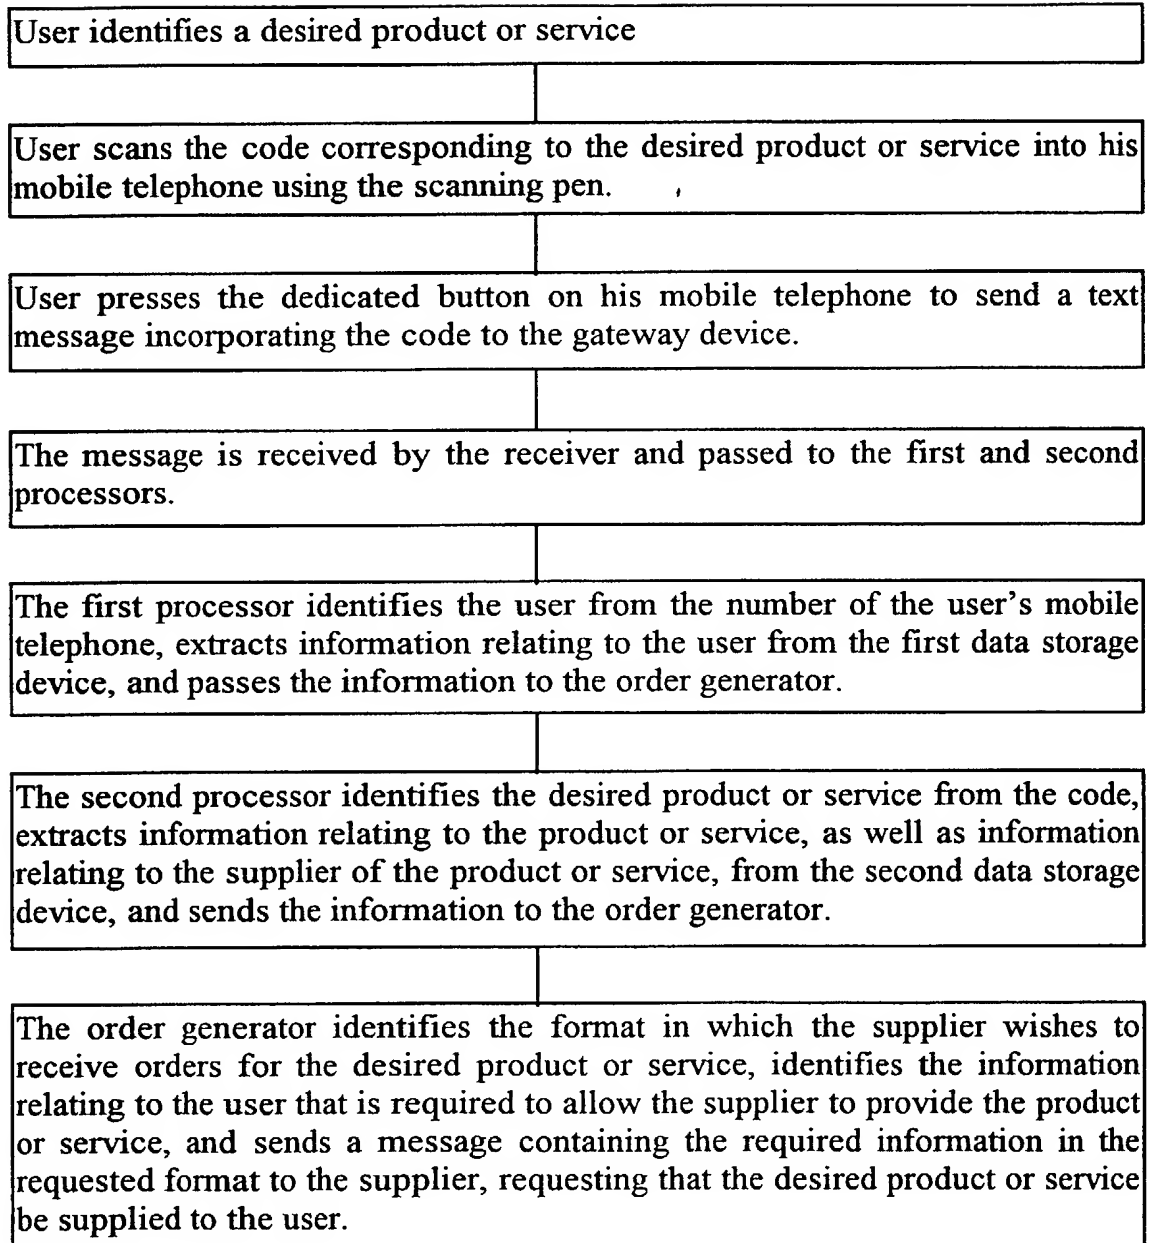 User identifies a desired product or service
User scans the code corresponding to the desired product or service into his
mobile telephone using the scanning pen.
User presses the dedicated button on his mobile telephone to send a text
message incorporating the code to the gateway device.
The message is received by the receiver and passed to the first and second
processors.
The first processor identifies the user from the number of the user's mobile
telephone, extracts information relating to the user from the first data storage
device, and passes the information to the order generator.
The second processor identifies the desired product or service from the code,
extracts information relating to the product or service, as well as information
relating to the supplier of the product or service, from the second data storage
device, and sends the information to the order generator.
The order generator identifies the format in which the supplier wishes to
receive orders for the desired product or service, identifies the information
relating to the user that is required to allow the supplier to provide the product
or service, and sends a message containing the required information in the
requested format to the supplier, requesting that the desired product or service
be supplied to the user.